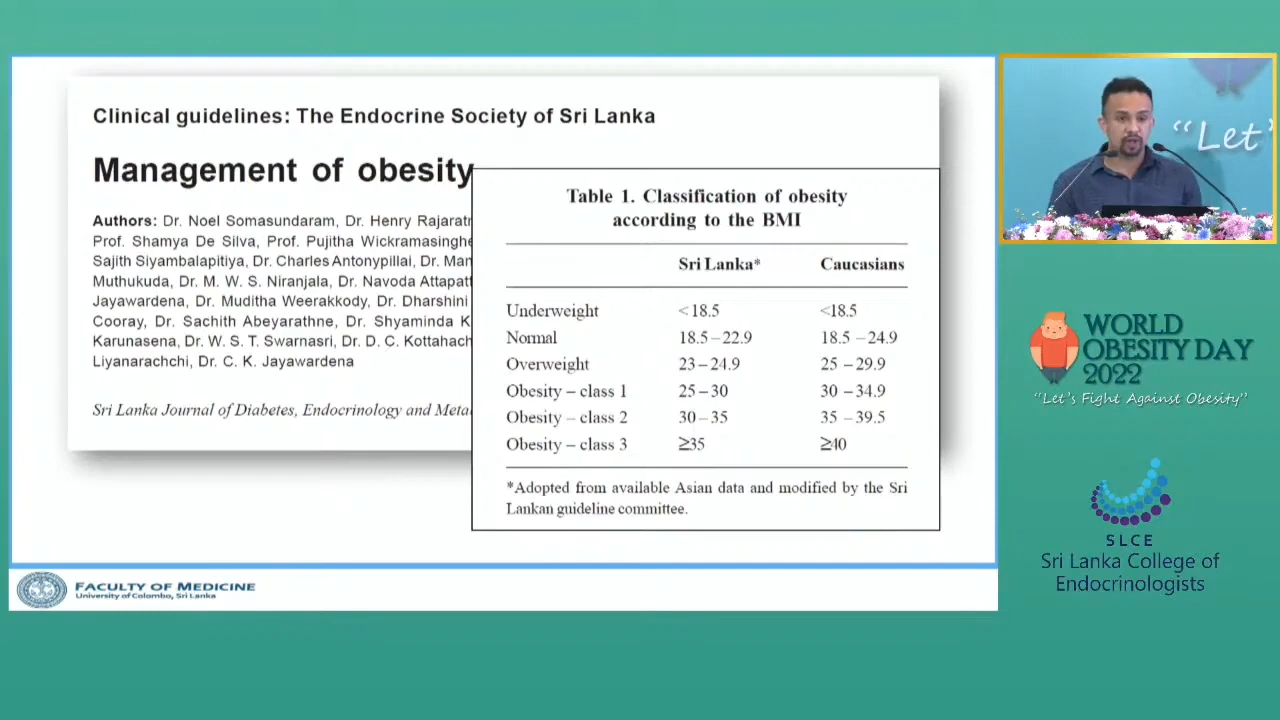 Clinical guidelines: The Endocrine Society of Sri Lanka
Management of obesity
Authors: Dr. Noel Somasundaram, Dr. Henry
Prof. Shamya De Silva, Prof. Pujitha Wickramasinghe
Sajith Siyambalapitiya, Dr. Charles Antonypillai, Dr.
Muthukuda, Dr. M. W. S. Niranjala, Dr. Navoda
Jayawardena, Dr. Muditha Weerakkody, Dr. Dharshini
Cooray, Dr. Sachith Abeyarathne, Dr. Shyaminda
Karunasena, Dr. W. S. T. Swarnasri, Dr. D. C.
Liyanarachchi, Dr. C. K. Jayawardena
Sri Lanka Journal of Diabetes, Endocrinology and
Table 1. Classification of obesity
according to the BMI
Sri Lanka* Caucasians
Underweight <18.5 <18.5
Normal 18.5–22.9 18.5 –24.9
Overweight 23–24.9 25 –29.9
Obesity – class 1 25–30 30 –34.9
Obesity – class 2 30–35 35 –39.5
Obesity – class 3 ≥35 ≥40
*Adopted from available Asian data and modified by the Sri
Lankan guideline committee.
FACULTY OF MEDICINE
University of Colombo, Sri Lanka
“Let’
WORLD
OBESITY DAY
2022
“Let’s Fight Against Obesity”
SLCE
Sri Lanka College of
Endocrinologists